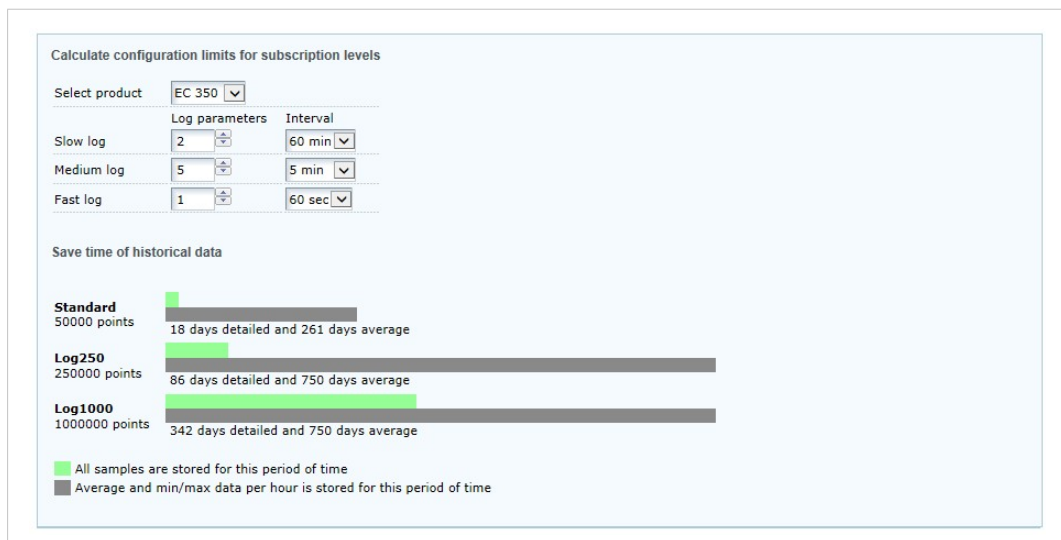 Calculate configuration limits for subscription levels
Select product EC 350
Log parameters Interval
Slow log 2 60 min
Medium log 5 5 min
Fast log 1 60 sec
Save time of historical data
Standard
50000 points
18 days detailed and 261 days average
Log250
250000 points
86 days detailed and 750 days average
Log1000
1000000 points
342 days detailed and 750 days average
All samples are stored for this period of time
Average and min/max data per hour is stored for this period of time